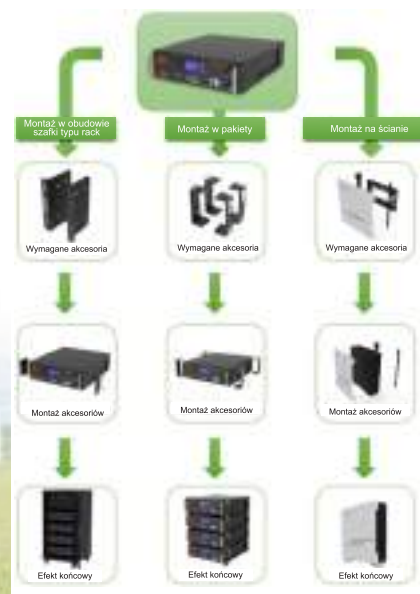 Montaż w obudowie
szafki typu rack
Montaż w pakiety
Montaż na ścianie
Wymagane akcesoria
Wymagane akcesoria
Wymagane akcesoria
Montaż akcesoriów
Montaż akcesoriów
Montaż akcesoriów
Efekt końcowy
Efekt końcowy
Efekt końcowy